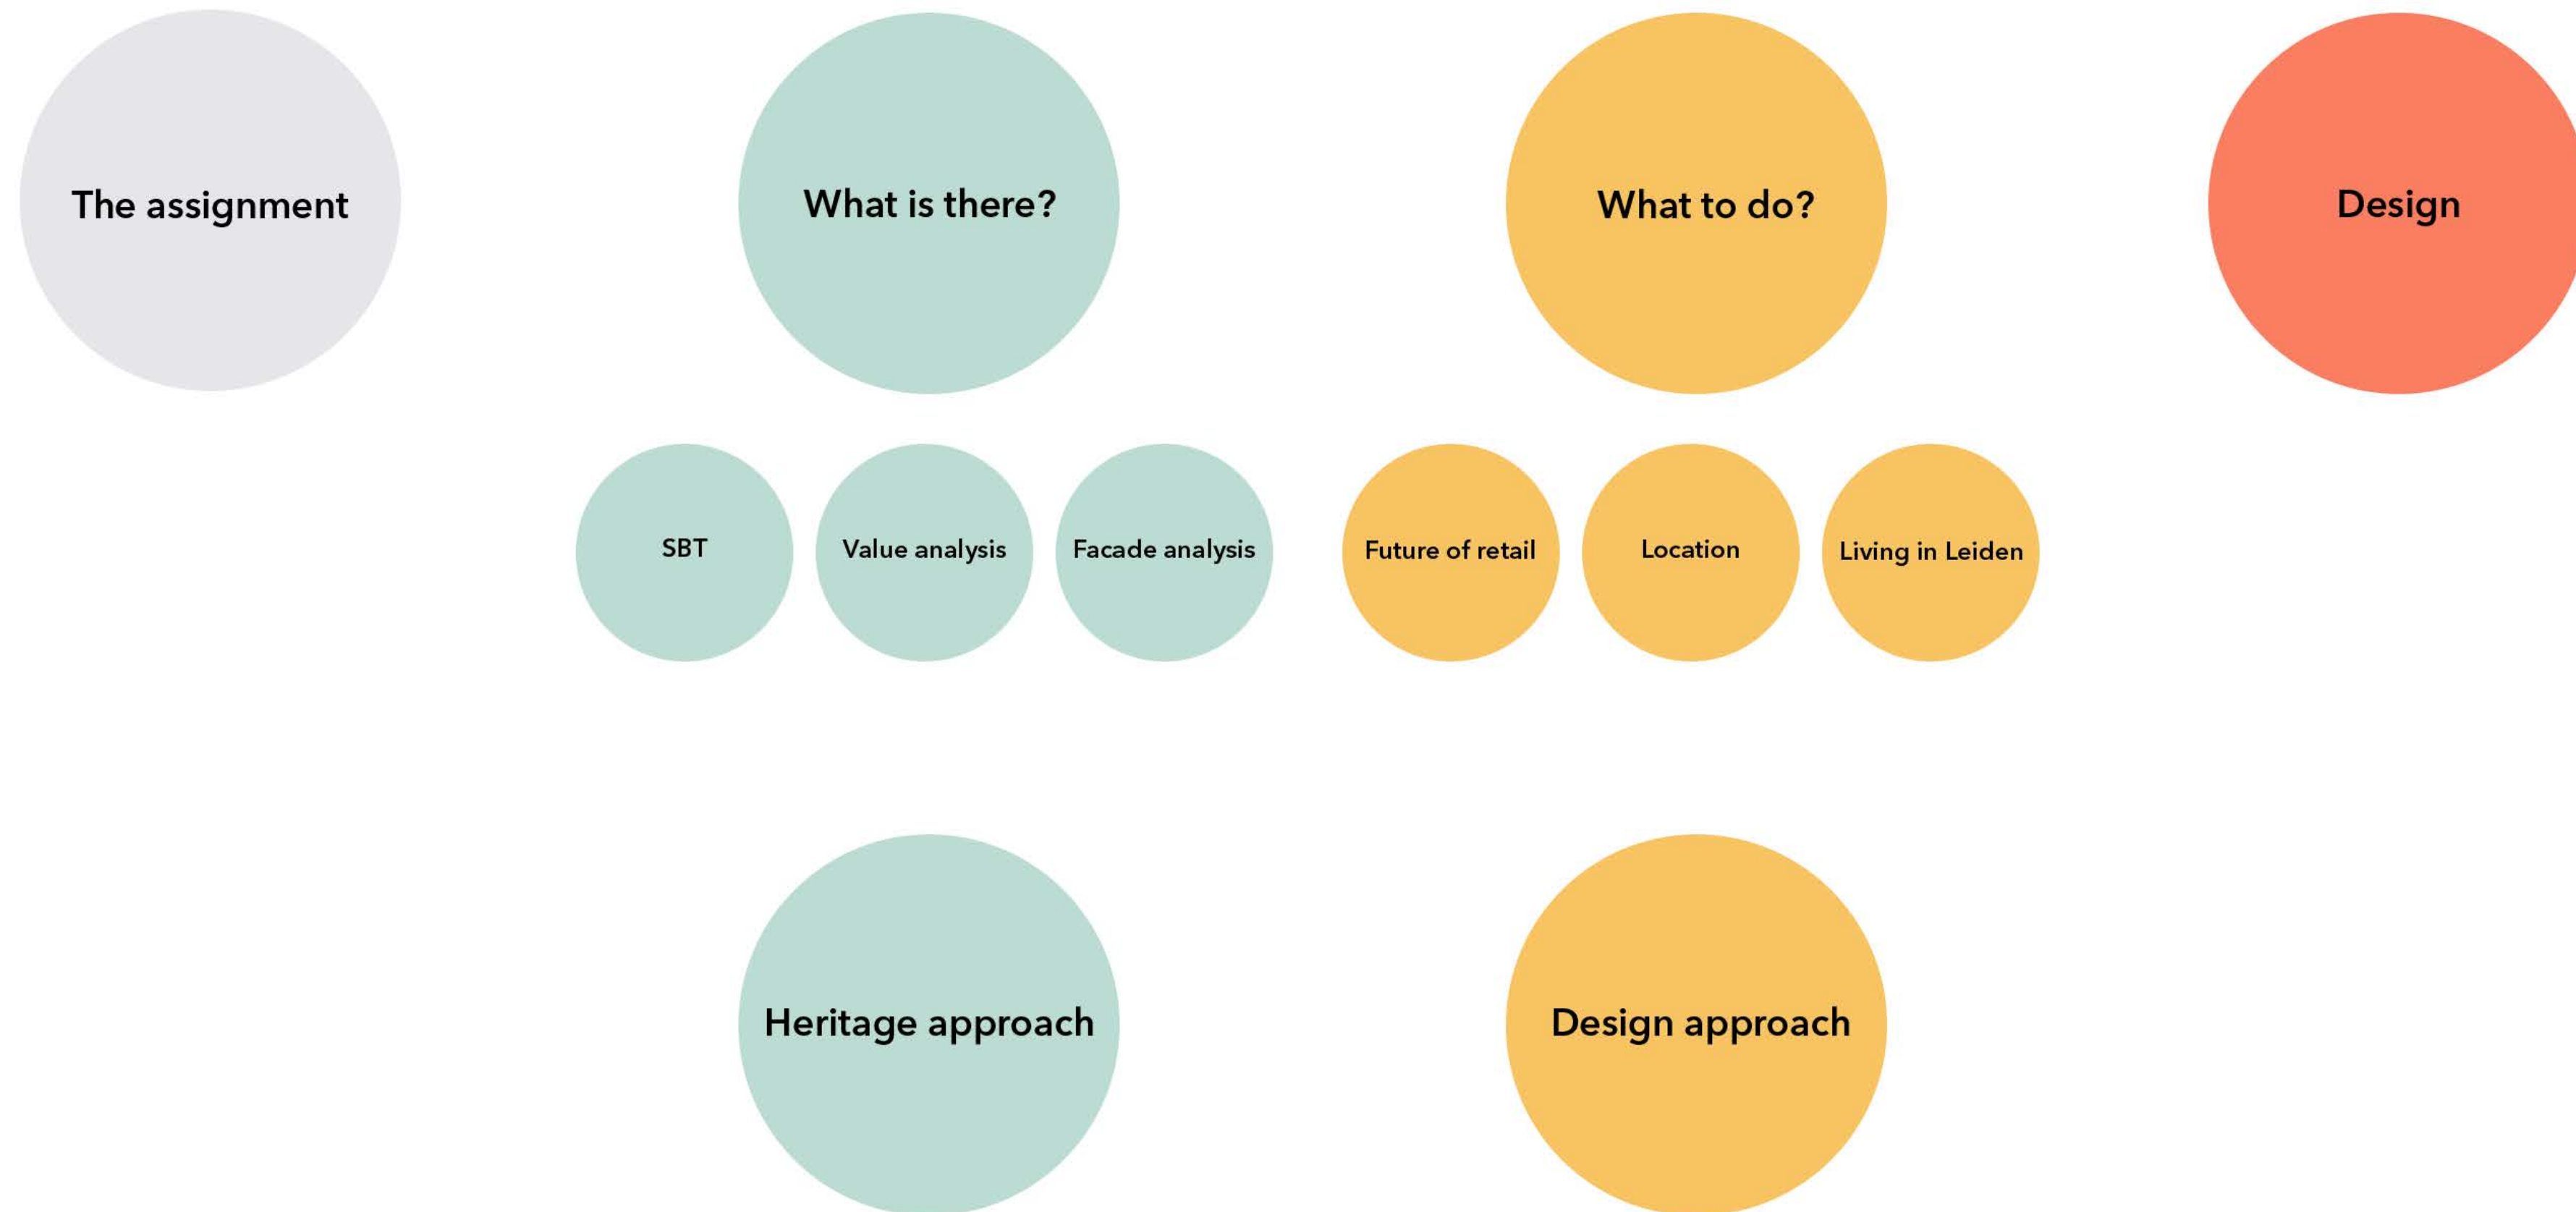 The assignment
What is there?
What to do?
Design
SBT
Value analysis
Facade analysis
Future of retail
Location
Living in Leiden
Heritage approach
Design approach